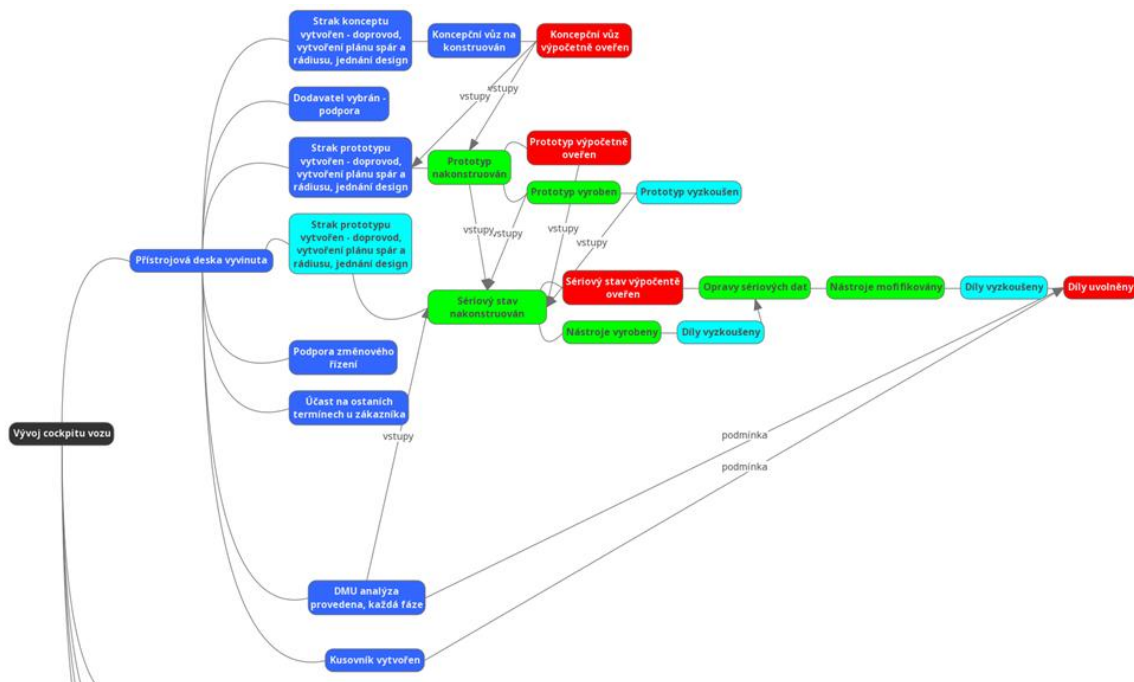 Strak konceptu
vytvořen - doprovod,
vytvoření plánu spár a
rádiusu, jednání design
Koncepční vůz na
konstruován
Koncepční vůz
výpočetně oveřen
vstupy
vstupy
Dodavatel vybrán -
podpora
Strak prototypu
vytvořen - doprovod,
vytvoření plánu spár a
rádiusu, jednání design
Prototyp
nakonstruován
Prototyp výpočetně
oveřen
Prototyp vyroben
Prototyp vyzkoušen
Strak prototypu
vytvořen - doprovod,
vytvoření plánu spár a
rádiusu, jednání design
vstupy
vstupy
vstupy
vstupy
Přístrojová deska vyvinuta
Sériový stav
nakonstruován
Sériový stav výpočentě
oveřen
Opravy sériových dat
Nástroje mofifikovány
Díly vyzkoušeny
Díly uvolněny
Nástroje vyrobeny
Díly vyzkoušeny
Podpora změnového
řízení
Účast na ostaních
termínech u zákazníka
vstupy
Vývoj cockpitu vozu
podmínka
podmínka
DMU analýza
provedena, každá fáze
Kusovník vytvořen